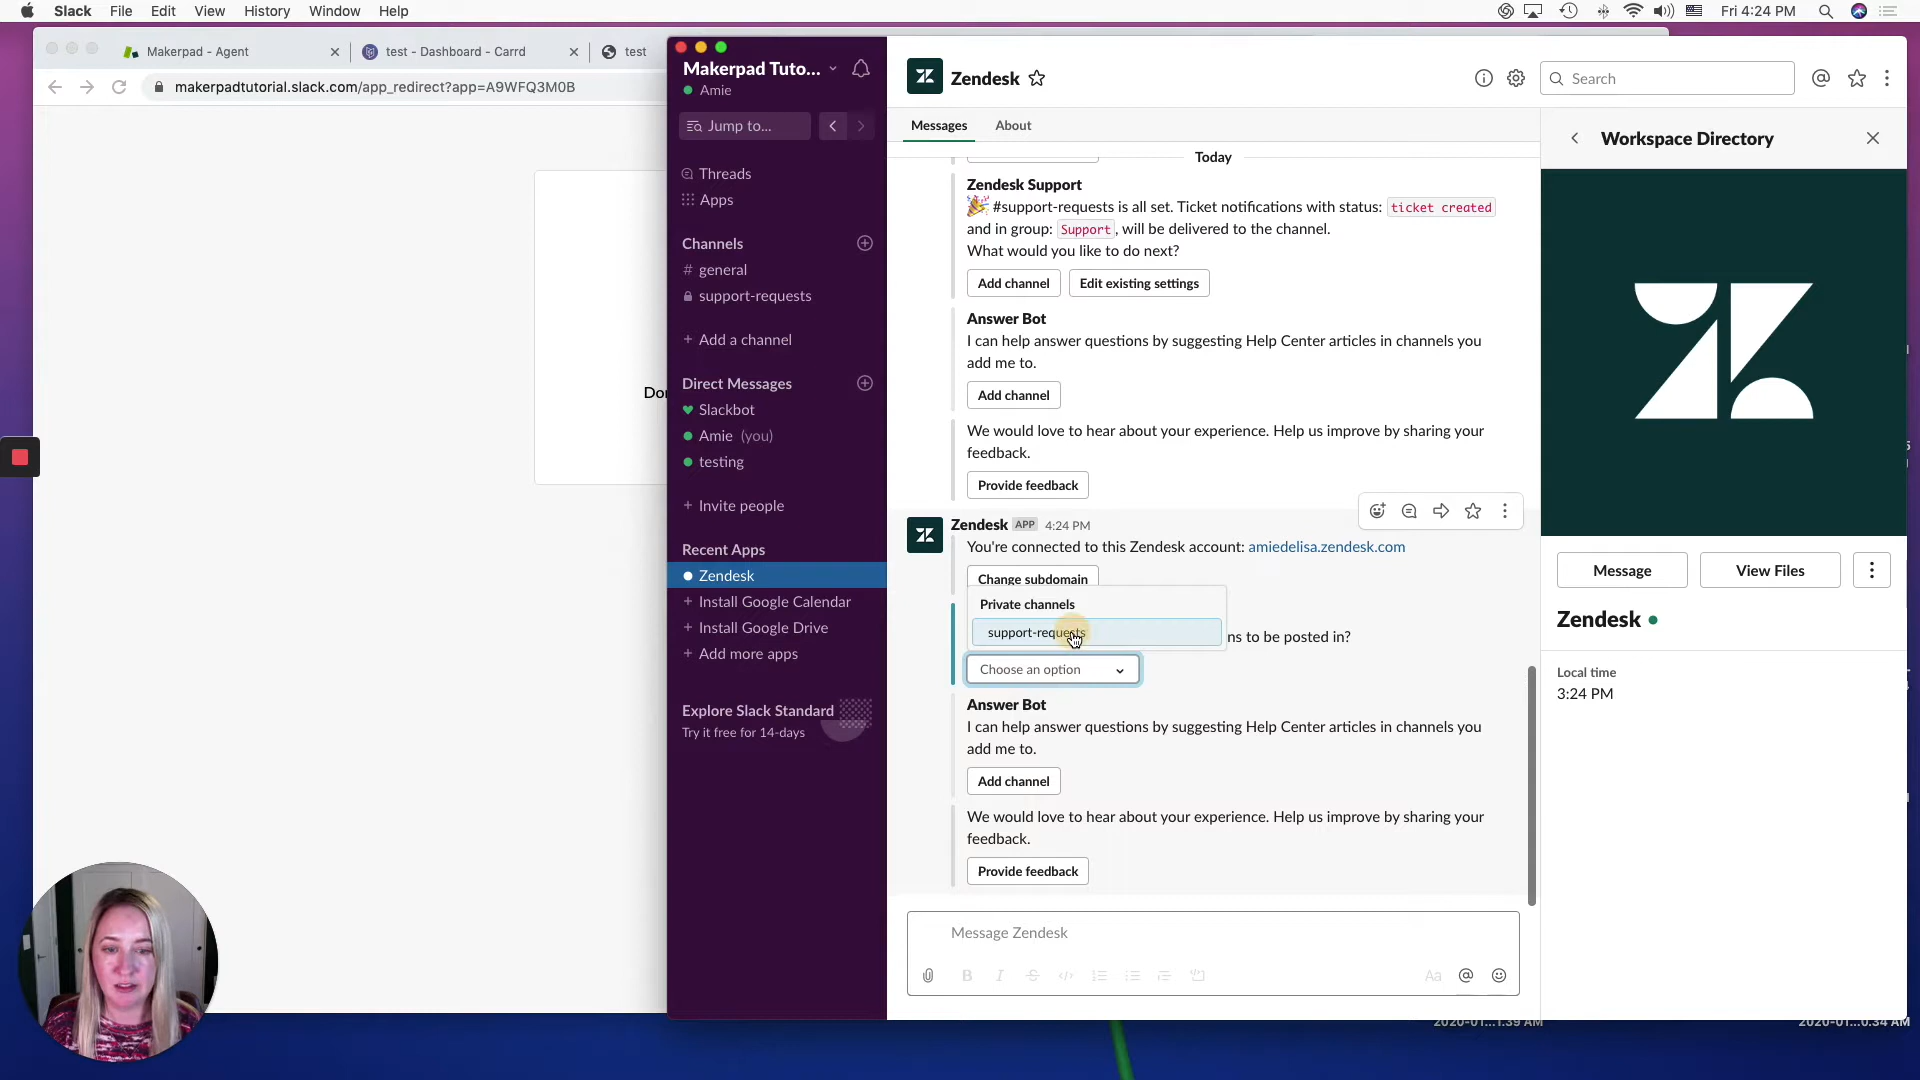 Slack File Edit View History Window Help
Fri 4:24 PM
Makerpad - Agent
test - Dashboard - Carrd
test
makerpadtutorial.slack.com/app_redirect?app=A9WFQ3M0B
Makerpad Tuto...
Amie
Jump to...
Threads
Apps
Channels
# general
support-requests
+ Add a channel
Direct Messages
Slackbot
Amie (you)
testing
+ Invite people
Recent Apps
Zendesk
+ Install Google Calendar
+ Install Google Drive
+ Add more apps
Explore Slack Standard
Try it free for 14-days
Zendesk
Search
Messages About
Today
Zendesk Support
#support-requests is all set. Ticket notifications with status: ticket created
and in group: Support, will be delivered to the channel.
What would you like to do next?
Add channel Edit existing settings
Answer Bot
I can help answer questions by suggesting Help Center articles in channels you
add me to.
Add channel
We would love to hear about your experience. Help us improve by sharing your
feedback.
Provide feedback
Zendesk APP 4:24 PM
You're connected to this Zendesk account: amiedelisa.zendesk.com
Change subdomain
Private channels
support-requests
ns to be posted in?
Choose an option
Answer Bot
I can help answer questions by suggesting Help Center articles in channels you
add me to.
Add channel
We would love to hear about your experience. Help us improve by sharing your
feedback.
Provide feedback
Message Zendesk
B I S Aa @
Workspace Directory
Message View Files
Zendesk
Local time
3:24 PM
2020-01...1.39 AM
2020-01...0.34 AM